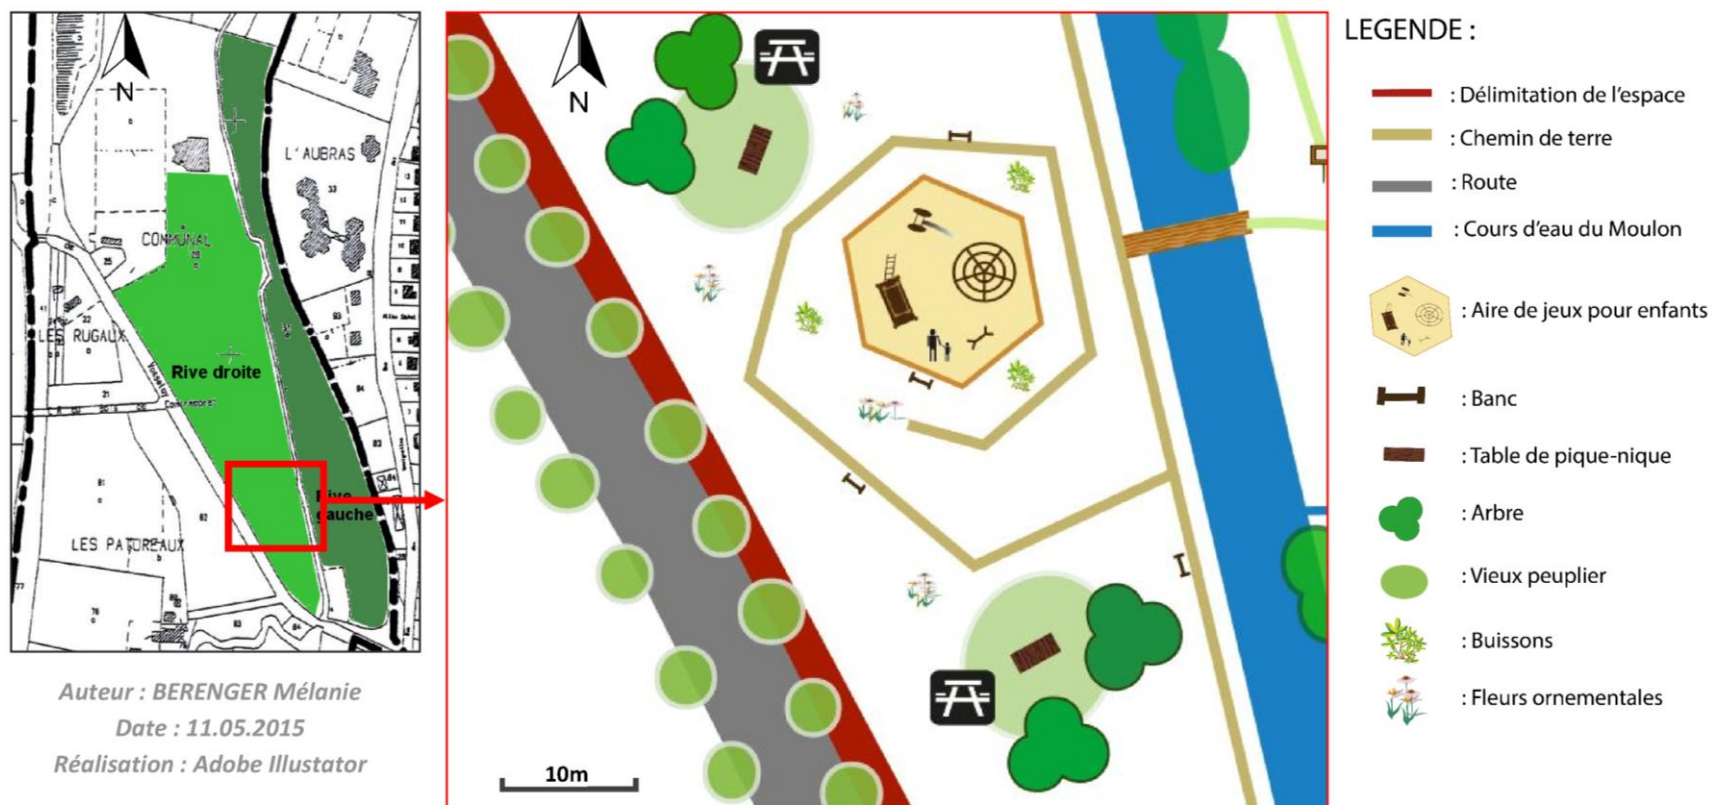 N
L'AUBRAS
COMMUNAL
LES RUGAUX
Rive droite
Rive
gauche
LES PATUREAUX
Auteur : BERENGER Mélanie
Date : 11.05.2015
Réalisation : Adobe Illustator
N
10m
LEGENDE :
: Délimitation de l'espace
: Chemin de terre
: Route
: Cours d'eau du Moulon
: Aire de jeux pour enfants
: Banc
: Table de pique-nique
: Arbre
: Vieux peuplier
: Buissons
: Fleurs ornementales